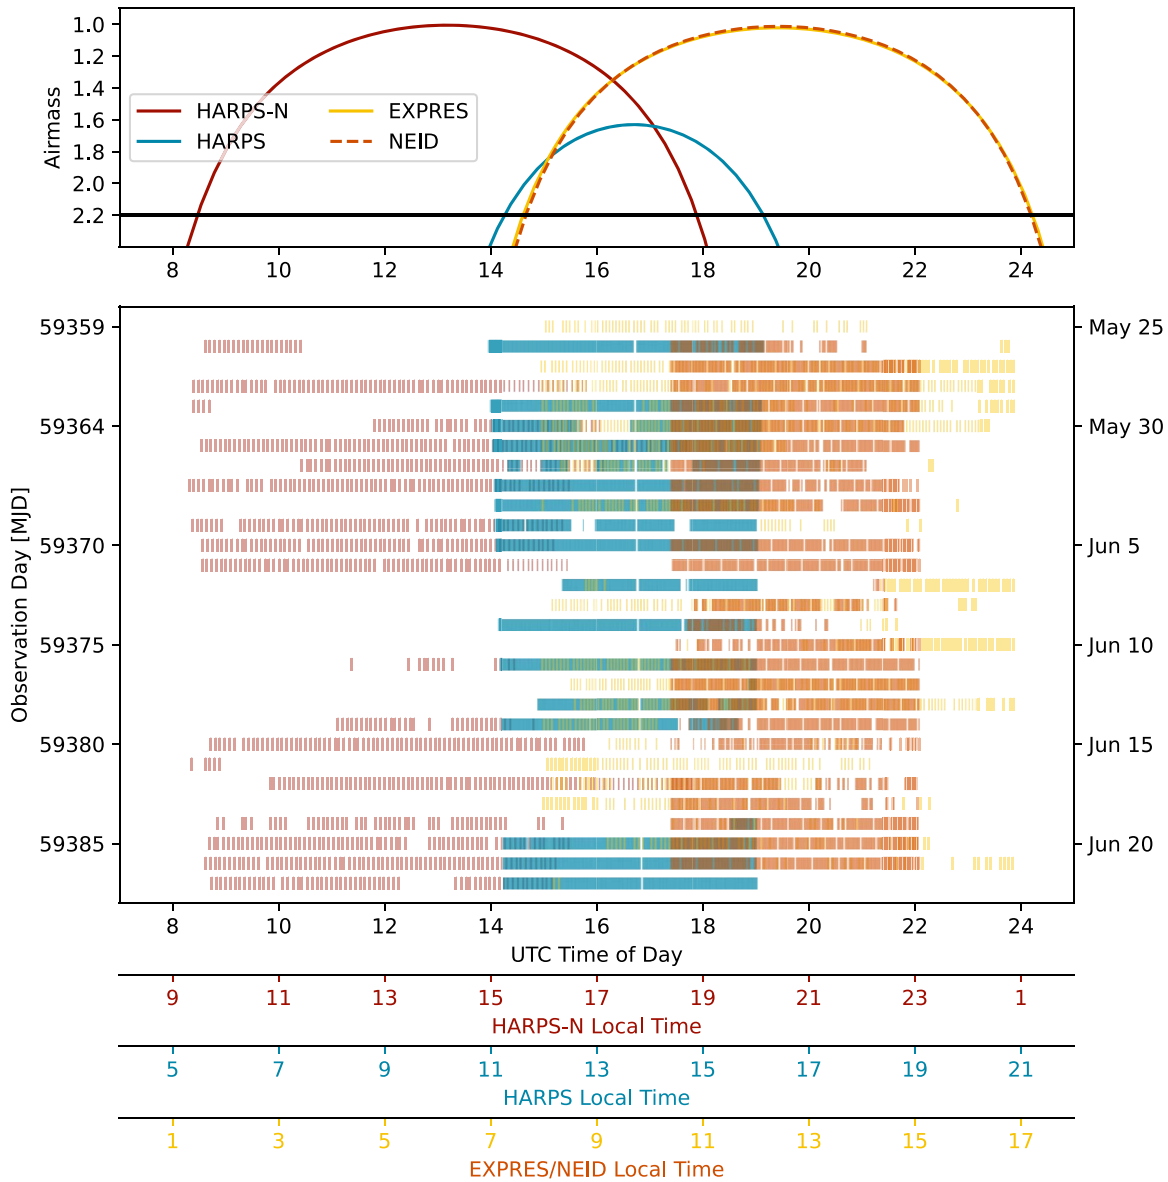 1.0
1.2
1.4
1.6
1.8
2.0
2.2
Airmass
HARPS-N
EXPRES
HARPS
NEID
8 10 12 14 16 18 20 22 24
59359
59364
59370
59375
59380
59385
Observation Day [MJD]
May 25
May 30
Jun 5
Jun 10
Jun 15
Jun 20
8 10 12 14 16 18 20 22 24
UTC Time of Day
9 11 13 15 17 19 21 23 1
HARPS-N Local Time
5 7 9 11 13 15 17 19 21
HARPS Local Time
1 3 5 7 9 11 13 15 17
EXPRES/NEID Local Time